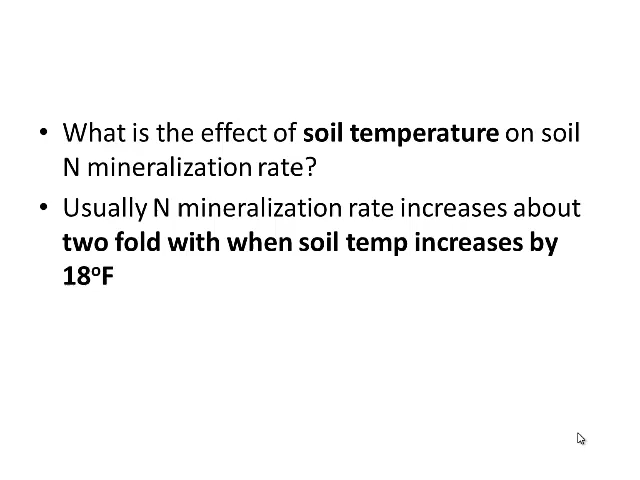 • What is the effect of soil temperature on soil
N mineralization rate?
• Usually N mineralization rate increases about
two fold with when soil temp increases by
18ºF